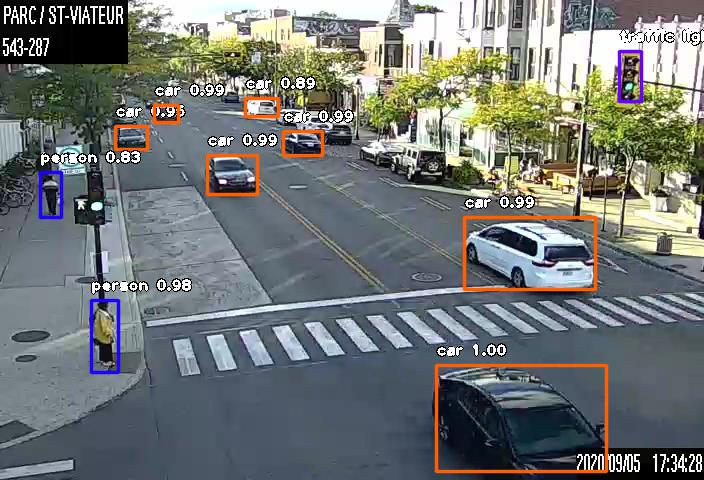 PARC / ST-VIATEUR
543-287
traffic lig
car 0.99
car 0.89
car 0.95
car 0.99
car 0.99
person 0.83
car 0.99
person 0.98
car 1.00
2020/09/05 17:34:28